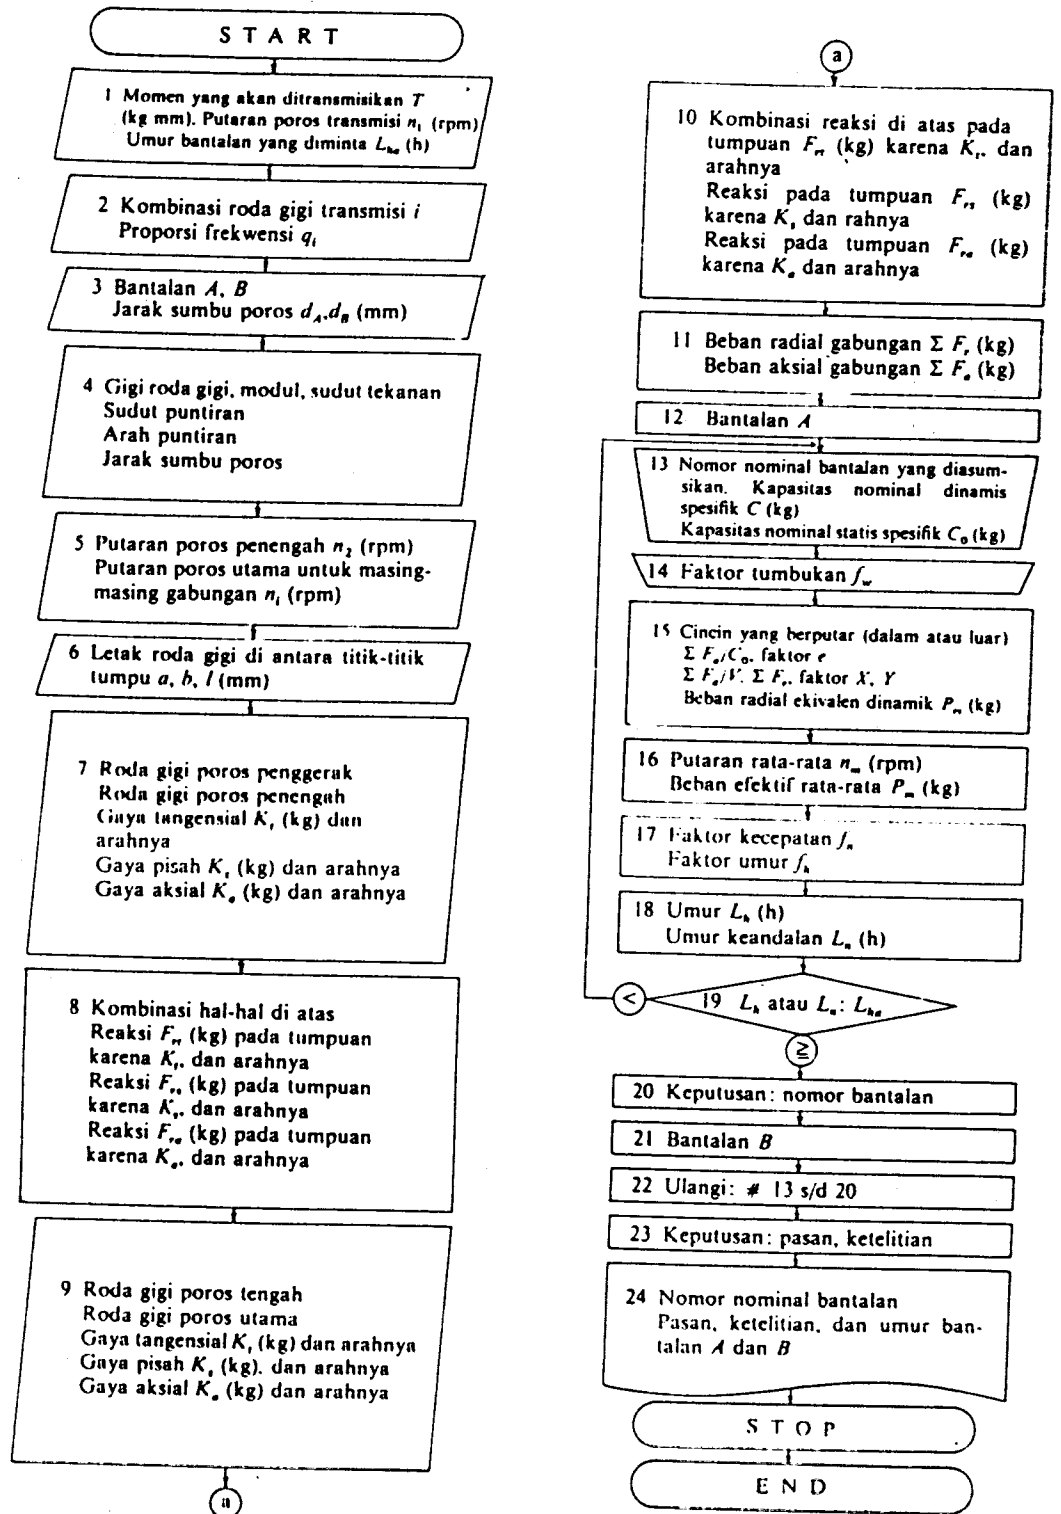 START
1 Momen yang akan ditransmisikan T
(kg mm). Putaran poros transmisi n₁ (rpm)
Umur bantalan yang diminta Lₕₐ (h)
2 Kombinasi roda gigi transmisi i
Proporsi frekwensi qᵢ
3 Bantalan A, B
Jarak sumbu poros d_A, d_B (mm)
4 Gigi roda gigi, modul, sudut tekanan
Sudut puntiran
Arah puntiran
Jarak sumbu poros
5 Putaran poros penengah n₂ (rpm)
Putaran poros utama untuk masing-
masing gabungan nᵢ (rpm)
6 Letak roda gigi di antara titik-titik
tumpu a, b, l (mm)
7 Roda gigi poros penggerak
Roda gigi poros penengah
Gaya tangensial Kₜ (kg) dan
arahnya
Gaya pisah Kₛ (kg) dan arahnya
Gaya aksial Kₐ (kg) dan arahnya
8 Kombinasi hal-hal di atas
Reaksi Fᵣₜ (kg) pada tumpuan
karena Kₜ, dan arahnya
Reaksi Fᵣₛ (kg) pada tumpuan
karena Kₛ, dan arahnya
Reaksi Fᵣₐ (kg) pada tumpuan
karena Kₐ, dan arahnya
9 Roda gigi poros tengah
Roda gigi poros utama
Gaya tangensial Kₜ (kg) dan arahnya
Gaya pisah Kₛ (kg). dan arahnya
Gaya aksial Kₐ (kg) dan arahnya
a
a
10 Kombinasi reaksi di atas pada
tumpuan Fᵣₜ (kg) karena Kₜ, dan
arahnya
Reaksi pada tumpuan Fᵣₛ (kg)
karena Kₛ dan rahnya
Reaksi pada tumpuan Fᵣₐ (kg)
karena Kₐ dan arahnya
11 Beban radial gabungan Σ Fᵣ (kg)
Beban aksial gabungan Σ Fₐ (kg)
12 Bantalan A
13 Nomor nominal bantalan yang diasum-
sikan. Kapasitas nominal dinamis
spesifik C (kg)
Kapasitas nominal statis spesifik C₀ (kg)
14 Faktor tumbukan f_w
15 Cincin yang berputar (dalam atau luar)
Σ Fₐ/C₀. faktor e
Σ Fₐ/V. Σ Fᵣ. faktor X, Y
Beban radial ekivalen dinamik Pᵣᵢ (kg)
16 Putaran rata-rata nₘ (rpm)
Beban efektif rata-rata Pₘ (kg)
17 Faktor kecepatan fₙ
Faktor umur fₕ
18 Umur Lₕ (h)
Umur keandalan Lₙ (h)
19 Lₕ atau Lₙ : Lₕₐ
<
≧
20 Keputusan: nomor bantalan
21 Bantalan B
22 Ulangi: # 13 s/d 20
23 Keputusan: pasan, ketelitian
24 Nomor nominal bantalan
Pasan, ketelitian, dan umur ban-
talan A dan B
STOP
END